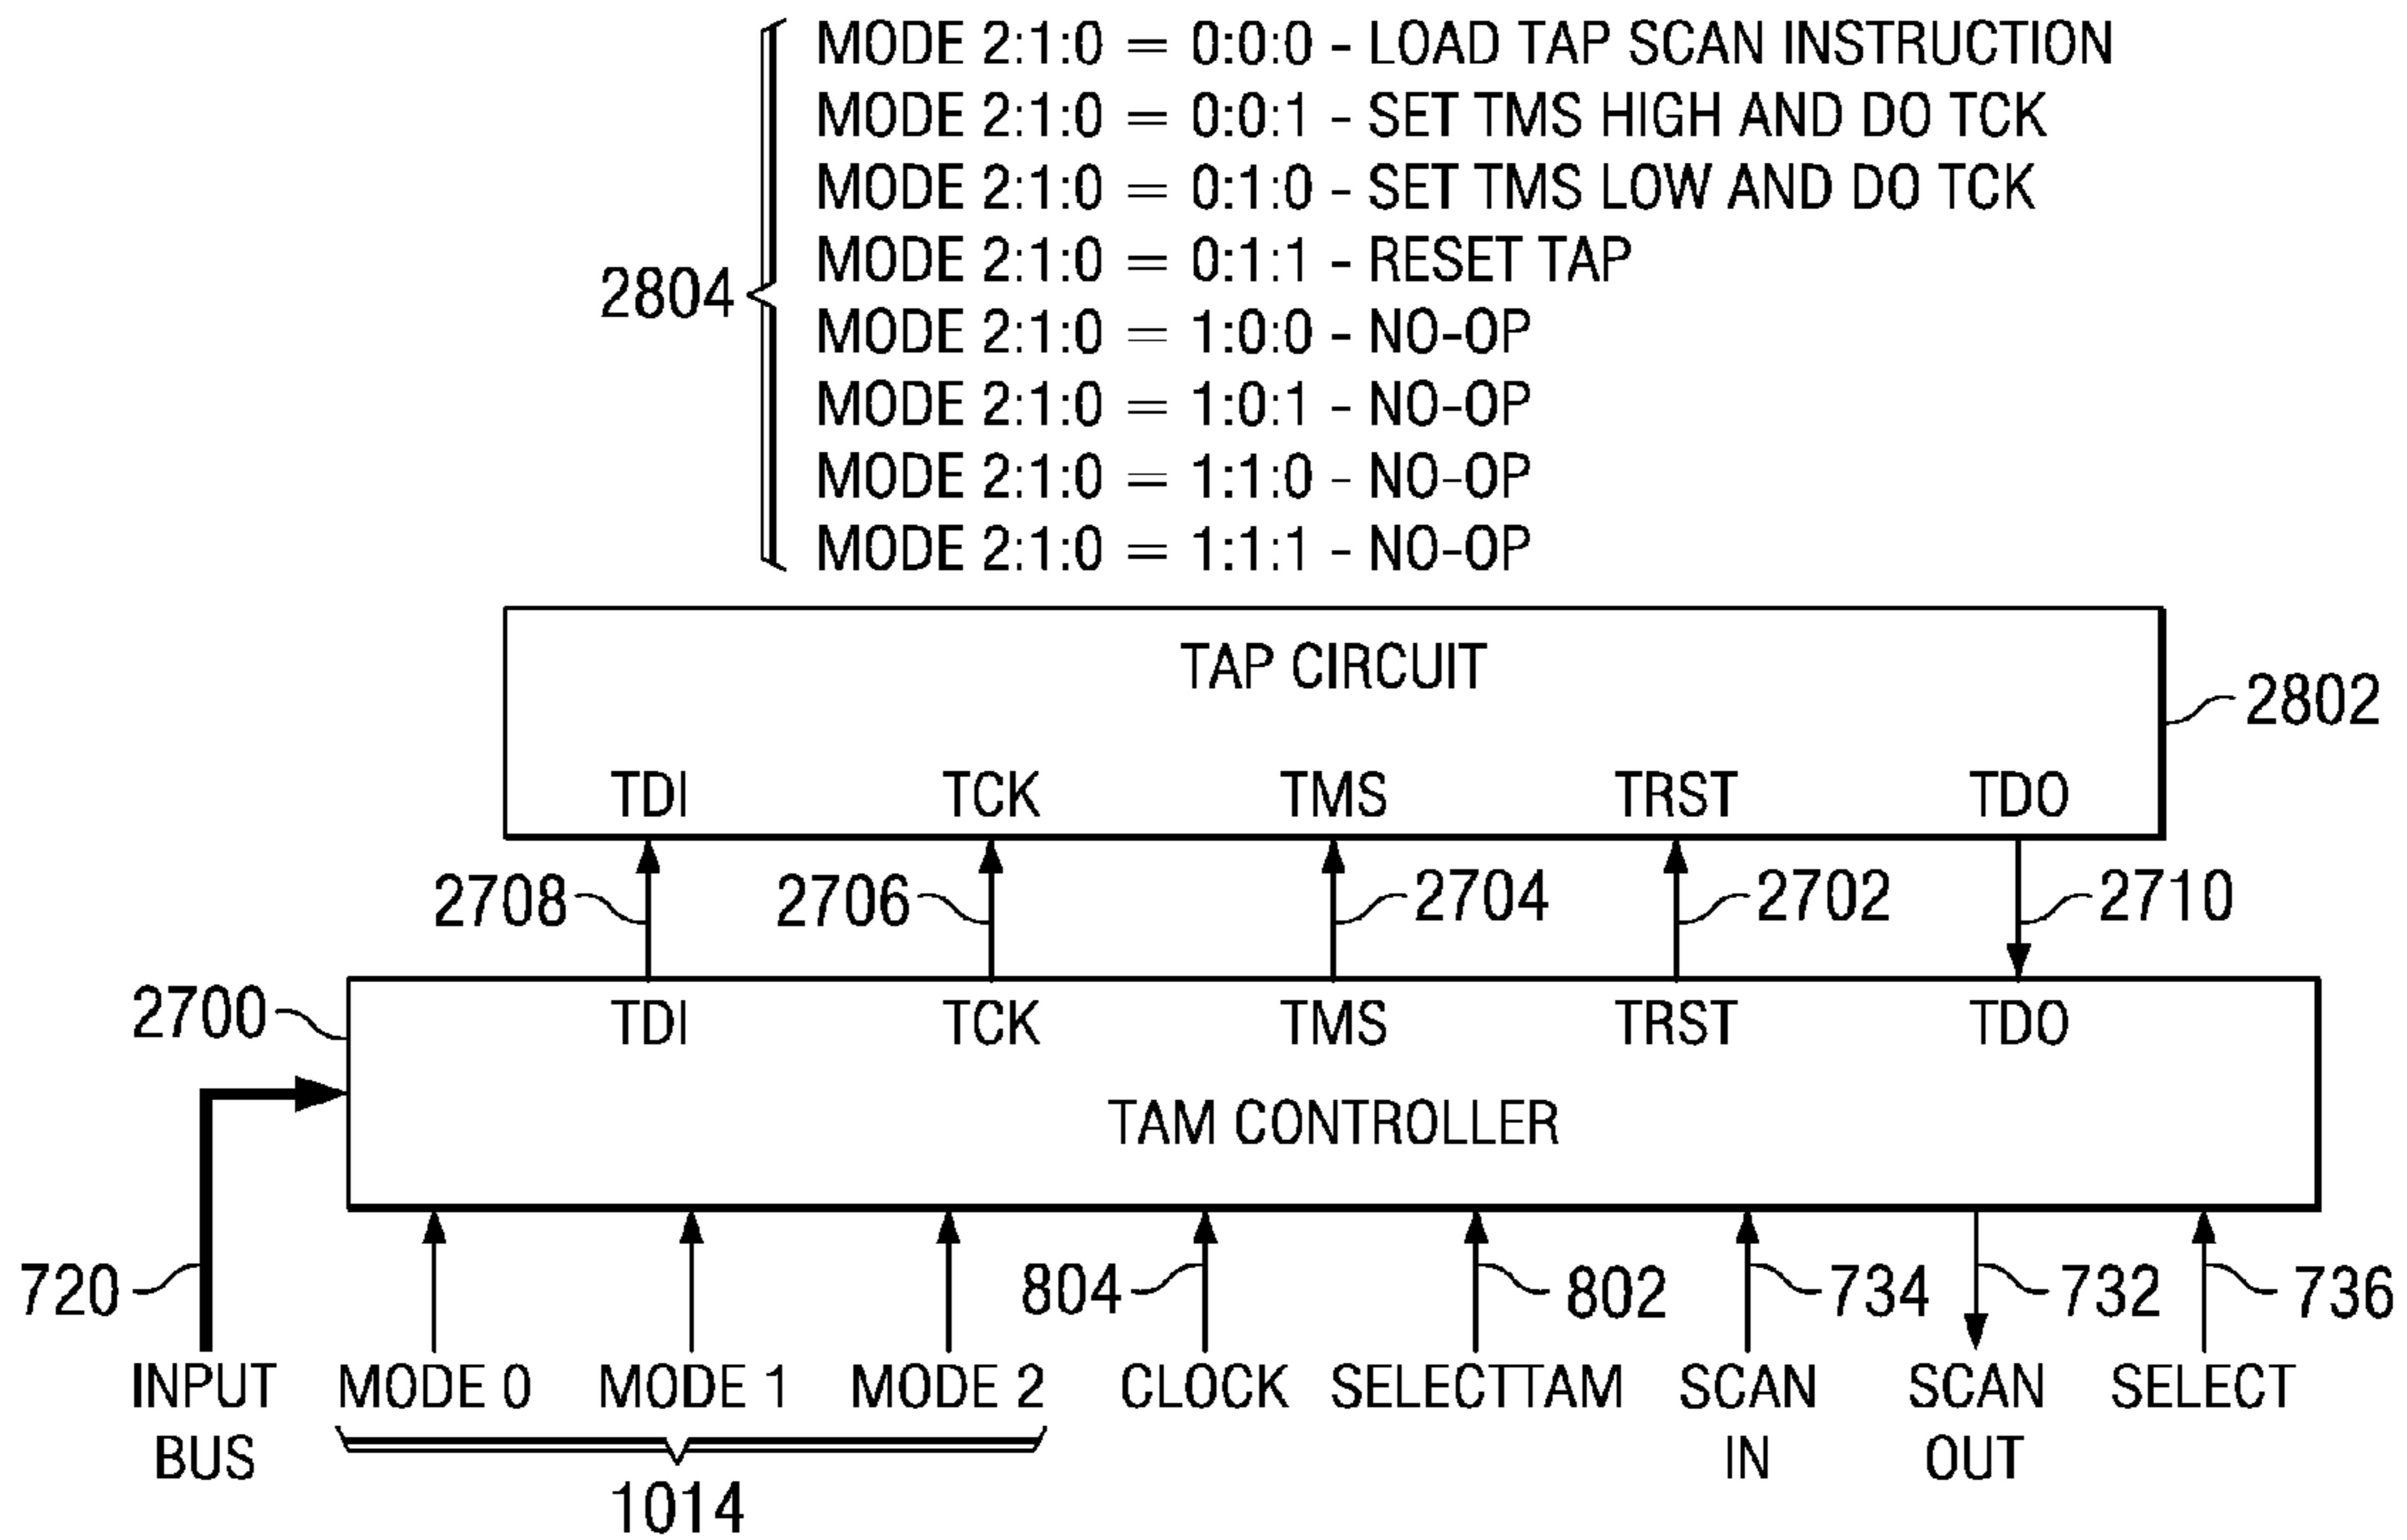 MODE 2:1:0 = 0:0:0 - LOAD TAP SCAN INSTRUCTION
MODE 2:1:0 = 0:0:1 - SET TMS HIGH AND DO TCK
MODE 2:1:0 = 0:1:0 - SET TMS LOW AND DO TCK
MODE 2:1:0 = 0:1:1 - RESET TAP
2804
MODE 2:1:0 = 1:0:0 - NO-OP
MODE 2:1:0 = 1:0:1 - NO-OP
MODE 2:1:0 = 1:1:0 - NO-OP
MODE 2:1:0 = 1:1:1 - NO-OP
TAP CIRCUIT
2802
TDI TCK TMS TRST TDO
2708 2706 2704 2702 2710
2700
TDI TCK TMS TRST TDO
TAM CONTROLLER
720 804 802 734 732 736
INPUT MODE 0 MODE 1 MODE 2 CLOCK SELECTTAM SCAN SCAN SELECT
BUS IN OUT
1014